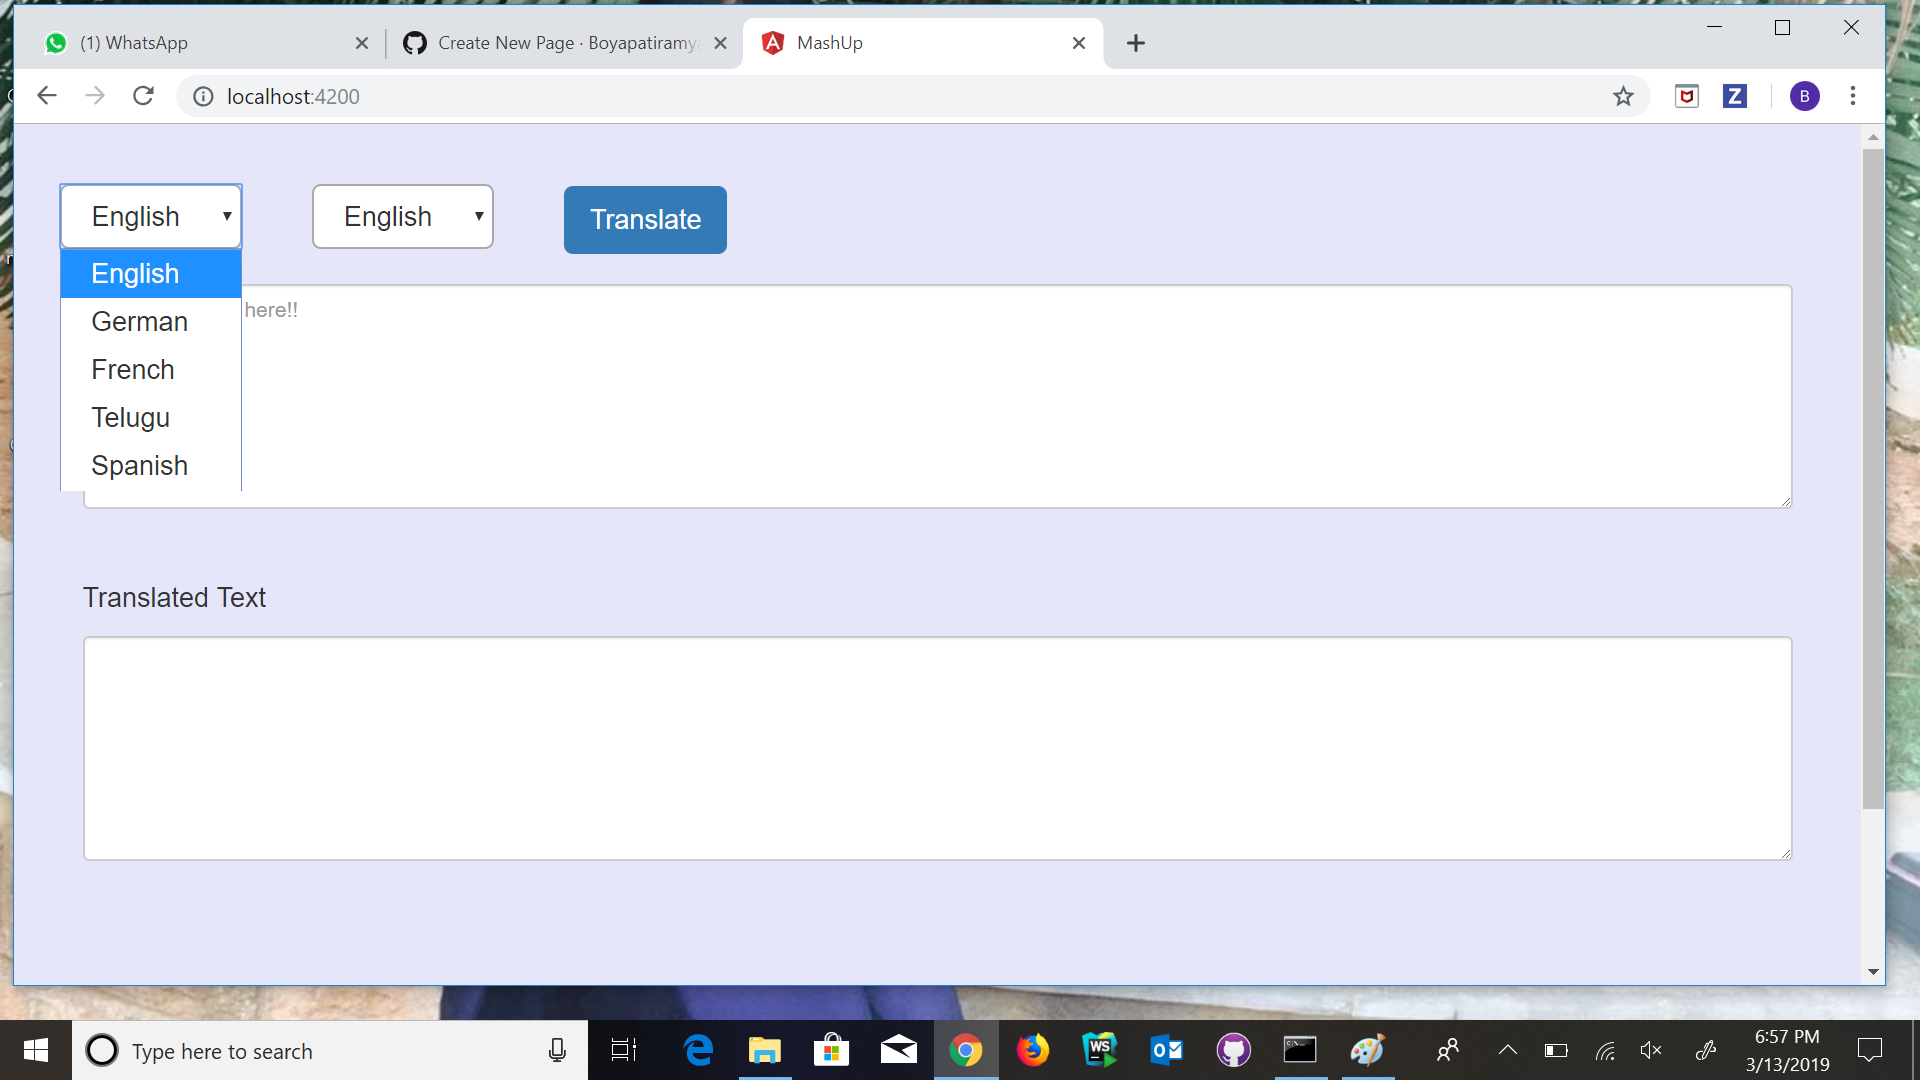 (1) WhatsApp
Create New Page · Boyapatiramy
MashUp
localhost:4200
Z
B
English
English
Translate
English
German
French
Telugu
Spanish
here!!
Translated Text
Type here to search
WS
6:57 PM
3/13/2019